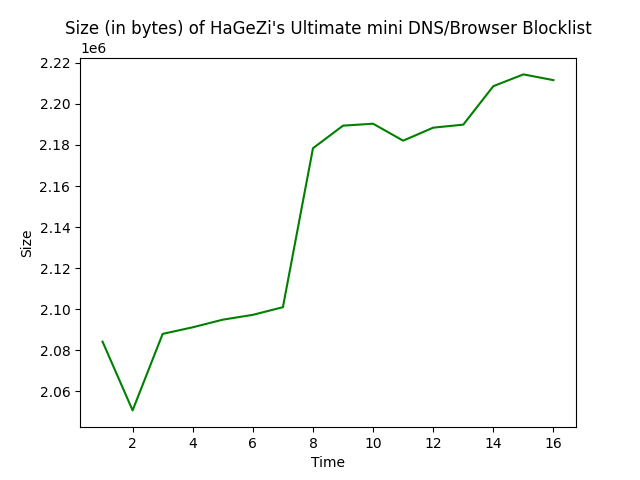 Size (in bytes) of HaGeZi's Ultimate mini DNS/Browser Blocklist
1e6
2.22
2.20
2.18
2.16
2.14
2.12
2.10
2.08
2.06
Size
2 4 6 8 10 12 14 16
Time